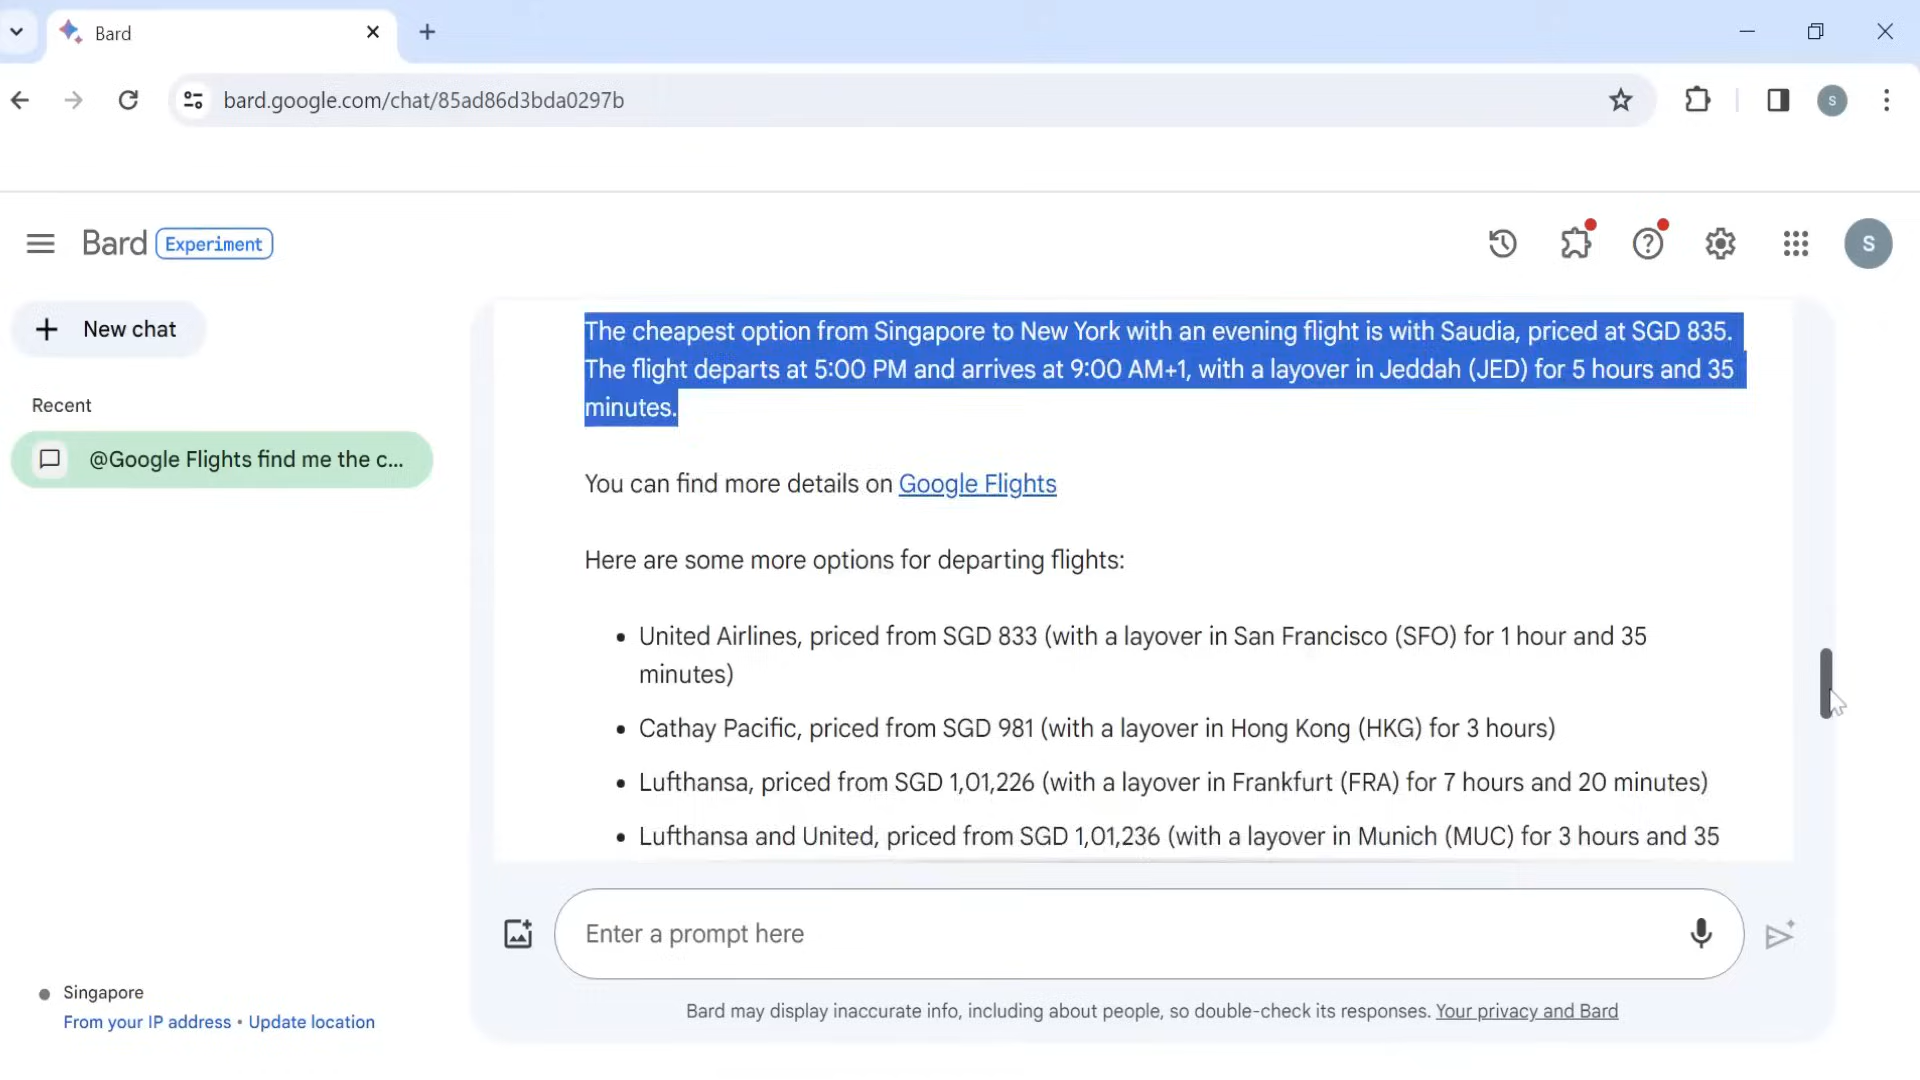 Bard
bard.google.com/chat/85ad86d3bda0297b
S
Bard Experiment
S
New chat
Recent
@Google Flights find me the c...
The cheapest option from Singapore to New York with an evening flight is with Saudia, priced at SGD 835.
The flight departs at 5:00 PM and arrives at 9:00 AM+1, with a layover in Jeddah (JED) for 5 hours and 35
minutes.
You can find more details on Google Flights
Here are some more options for departing flights:
• United Airlines, priced from SGD 833 (with a layover in San Francisco (SFO) for 1 hour and 35
minutes)
• Cathay Pacific, priced from SGD 981 (with a layover in Hong Kong (HKG) for 3 hours)
• Lufthansa, priced from SGD 1,01,226 (with a layover in Frankfurt (FRA) for 7 hours and 20 minutes)
• Lufthansa and United, priced from SGD 1,01,236 (with a layover in Munich (MUC) for 3 hours and 35
Enter a prompt here
Singapore
From your IP address • Update location
Bard may display inaccurate info, including about people, so double-check its responses. Your privacy and Bard